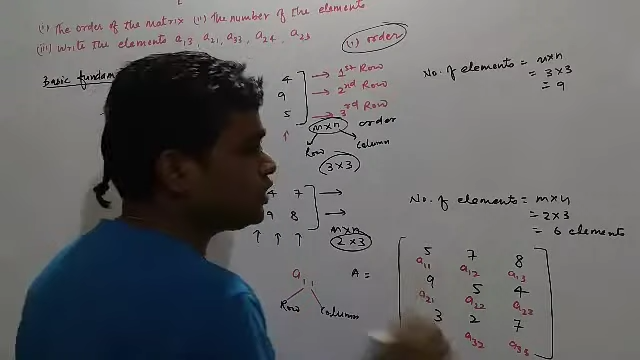 (i) The order of the matrix (ii) The number of the elements
(iii) Write the elements a13, a21, a33, a24, a23
(i) order
Basic fundam
4 → 1st Row
9 → 2nd Row
5 → 3rd Row
↑ m×n order
Row column
3×3
No. of elements = m×n
= 3×3
= 9
4 7 →
9 8 →
↑ ↑ ↑
m×n
2×3
No. of elements = m×n
= 2×3
= 6 elements
a11
Row column
A =
5 7 8
a11 a12 a13
9 5 4
a21 a22 a23
3 2 7
a32 a33